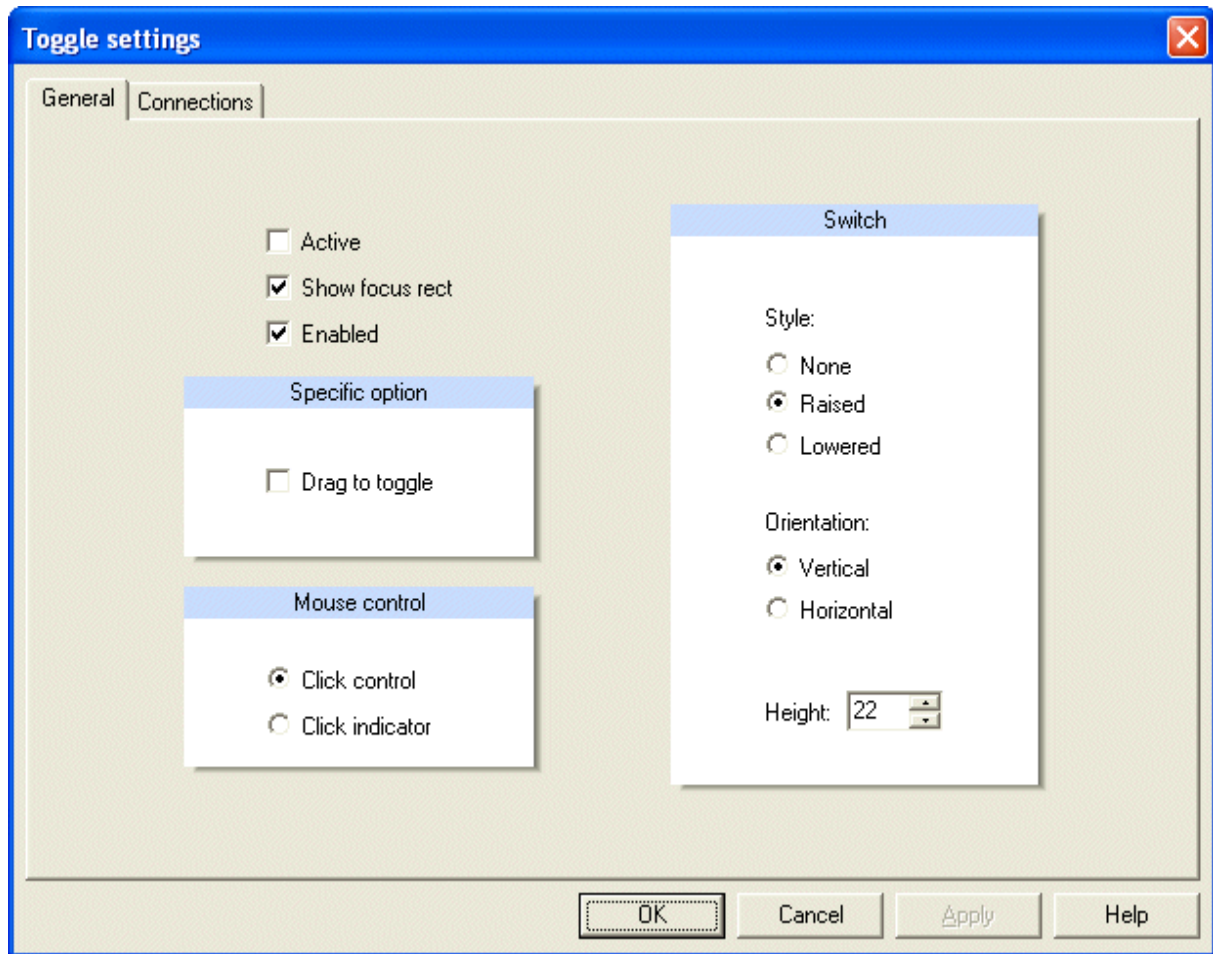 Toggle settings
General
Connections
Active
Show focus rect
Enabled
Specific option
Drag to toggle
Mouse control
Click control
Click indicator
Switch
Style:
None
Raised
Lowered
Orientation:
Vertical
Horizontal
Height: 22
OK
Cancel
Apply
Help